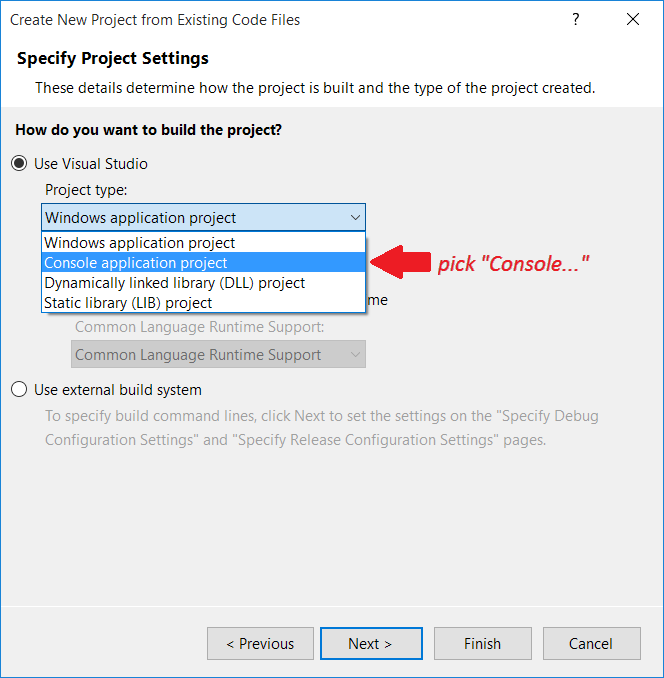 Create New Project from Existing Code Files
?
Specify Project Settings
These details determine how the project is built and the type of the project created.
How do you want to build the project?
Use Visual Studio
Project type:
Windows application project
Windows application project
Console application project
pick "Console..."
Dynamically linked library (DLL) project
Static library (LIB) project
me
Common Language Runtime Support:
Common Language Runtime Support
Use external build system
To specify build command lines, click Next to set the settings on the "Specify Debug
Configuration Settings" and "Specify Release Configuration Settings" pages.
< Previous
Next >
Finish
Cancel